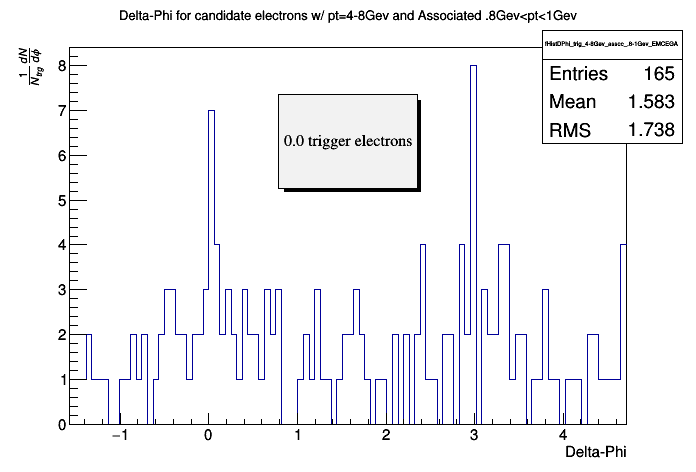 Delta-Phi for candidate electrons w/ pt=4-8Gev and Associated .8Gev<pt<1Gev
1 dN
N_trg dϕ
fHistDPhi_trig_4-8Gev_assoc_.8-1Gev_EMCEGA
Entries 165
Mean 1.583
RMS 1.738
0.0 trigger electrons
8
7
6
5
4
3
2
1
0
−1 0 1 2 3 4
Delta-Phi